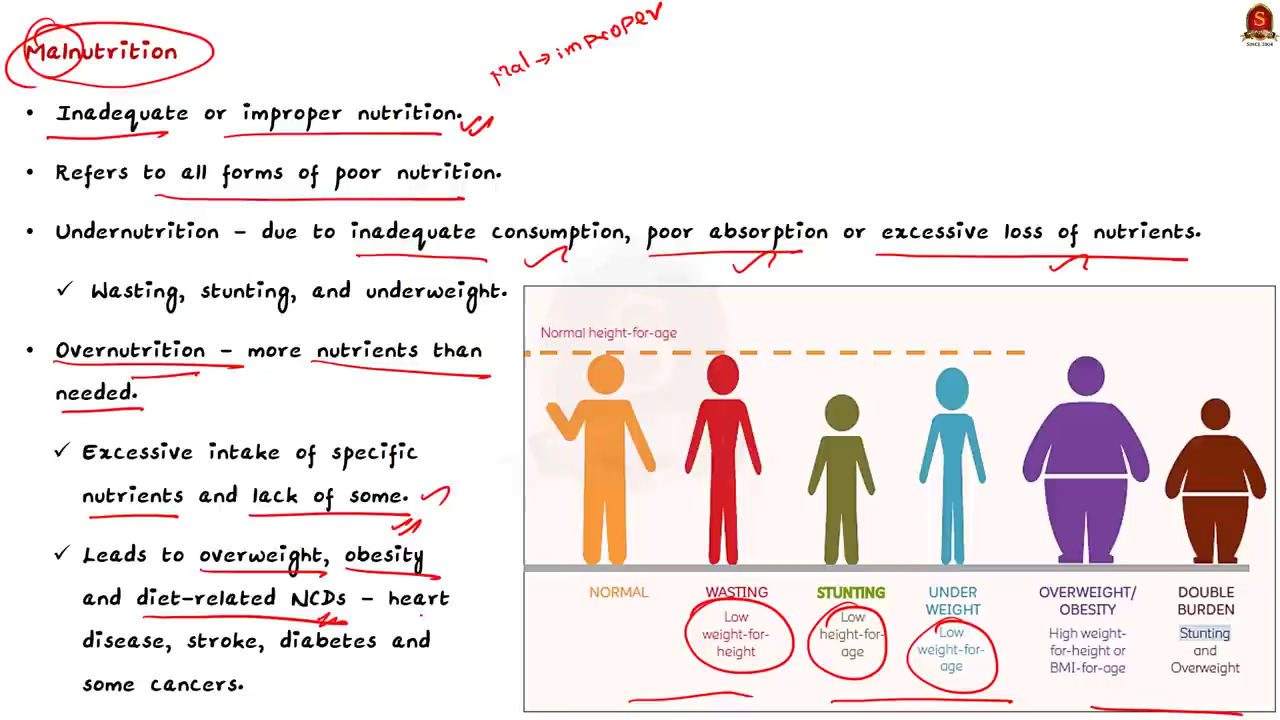 Malnutrition
Mal → improper
S
SINCE 2004
• Inadequate or improper nutrition.
• Refers to all forms of poor nutrition.
• Undernutrition – due to inadequate consumption, poor absorption or excessive loss of nutrients.
✓ Wasting, stunting, and underweight.
• Overnutrition – more nutrients than
needed.
✓ Excessive intake of specific
nutrients and lack of some.
✓ Leads to overweight, obesity
and diet-related NCDs – heart
disease, stroke, diabetes and
some cancers.
Normal height-for-age
NORMAL
WASTING
Low
weight-for-
height
STUNTING
Low
height-for-
age
UNDER
WEIGHT
Low
weight-for-
age
OVERWEIGHT/
OBESITY
High weight-
for-height or
BMI-for-age
DOUBLE
BURDEN
Stunting
and
Overweight